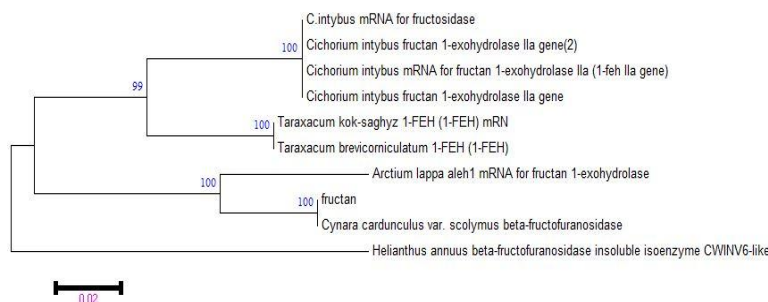 C.intybus mRNA for fructosidase
100
Cichorium intybus fructan 1-exohydrolase IIa gene(2)
Cichorium intybus mRNA for fructan 1-exohydrolase IIa (1-feh IIa gene)
99
Cichorium intybus fructan 1-exohydrolase IIa gene
100
Taraxacum kok-saghyz 1-FEH (1-FEH) mRN
Taraxacum brevicorniculatum 1-FEH (1-FEH)
Arctium lappa aleh1 mRNA for fructan 1-exohydrolase
100
100
fructan
Cynara cardunculus var. scolymus beta-fructofuranosidase
Helianthus annuus beta-fructofuranosidase insoluble isoenzyme CWINV6-like
0.02